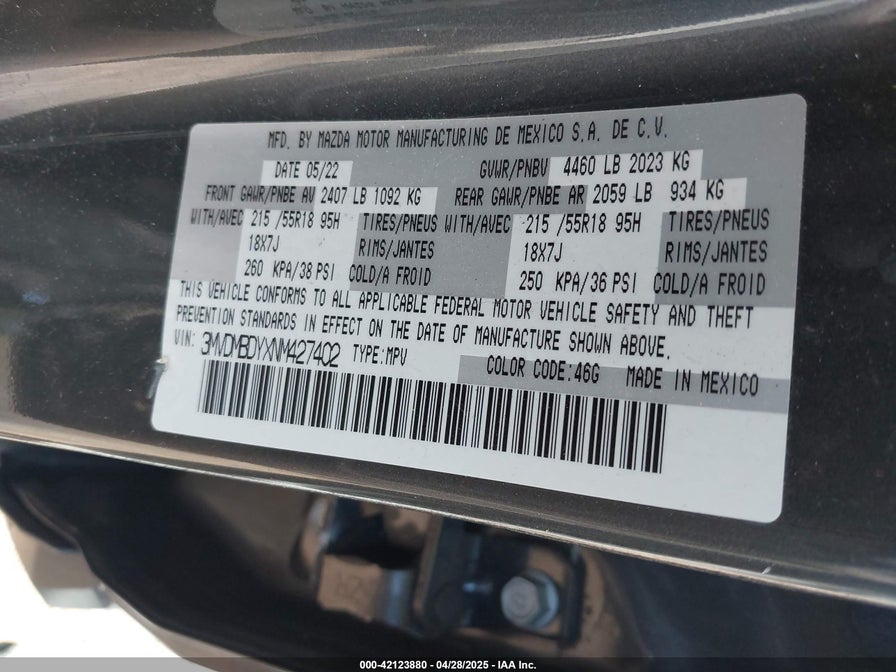 MFD. BY MAZDA MOTOR MANUFACTURING DE MEXICO S.A. DE C.V.
DATE 05/22 GVWR/PNBV 4460 LB 2023 KG
FRONT GAWR/PNBE AV 2407 LB 1092 KG REAR GAWR/PNBE AR 2059 LB 934 KG
WITH/AVEC 215 /55R18 95H TIRES/PNEUS WITH/AVEC 215 /55R18 95H TIRES/PNEUS
18X7J RIMS/JANTES 18X7J RIMS/JANTES
260 KPA/38 PSI COLD/A FROID 250 KPA/36 PSI COLD/A FROID
THIS VEHICLE CONFORMS TO ALL APPLICABLE FEDERAL MOTOR VEHICLE SAFETY AND THEFT
PREVENTION STANDARDS IN EFFECT ON THE DATE OF MANUFACTURE SHOWN ABOVE.
VIN: 3MVDMBDYXNM427402 TYPE:MPV COLOR CODE:46G MADE IN MEXICO
000-42123880 - 04/28/2025 - IAA Inc.